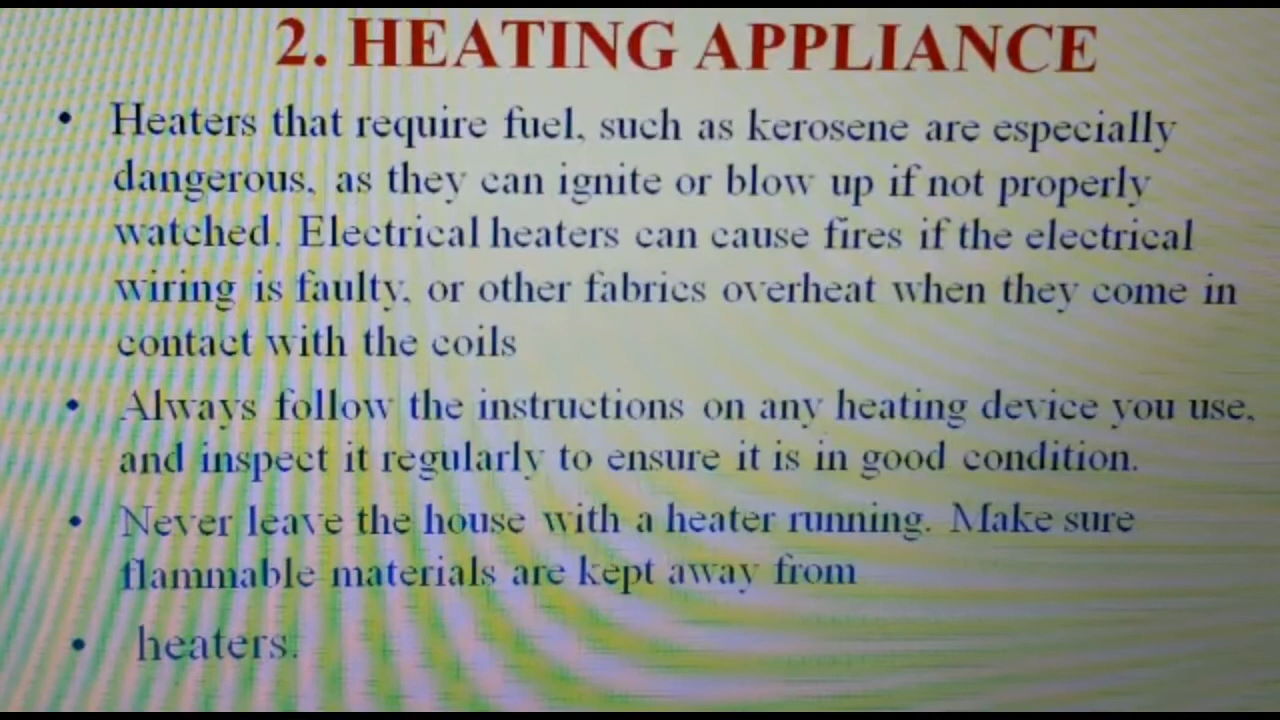 2. HEATING APPLIANCE
• Heaters that require fuel, such as kerosene are especially
dangerous, as they can ignite or blow up if not properly
watched. Electrical heaters can cause fires if the electrical
wiring is faulty, or other fabrics overheat when they come in
contact with the coils
• Always follow the instructions on any heating device you use,
and inspect it regularly to ensure it is in good condition.
• Never leave the house with a heater running. Make sure
flammable materials are kept away from
• heaters.